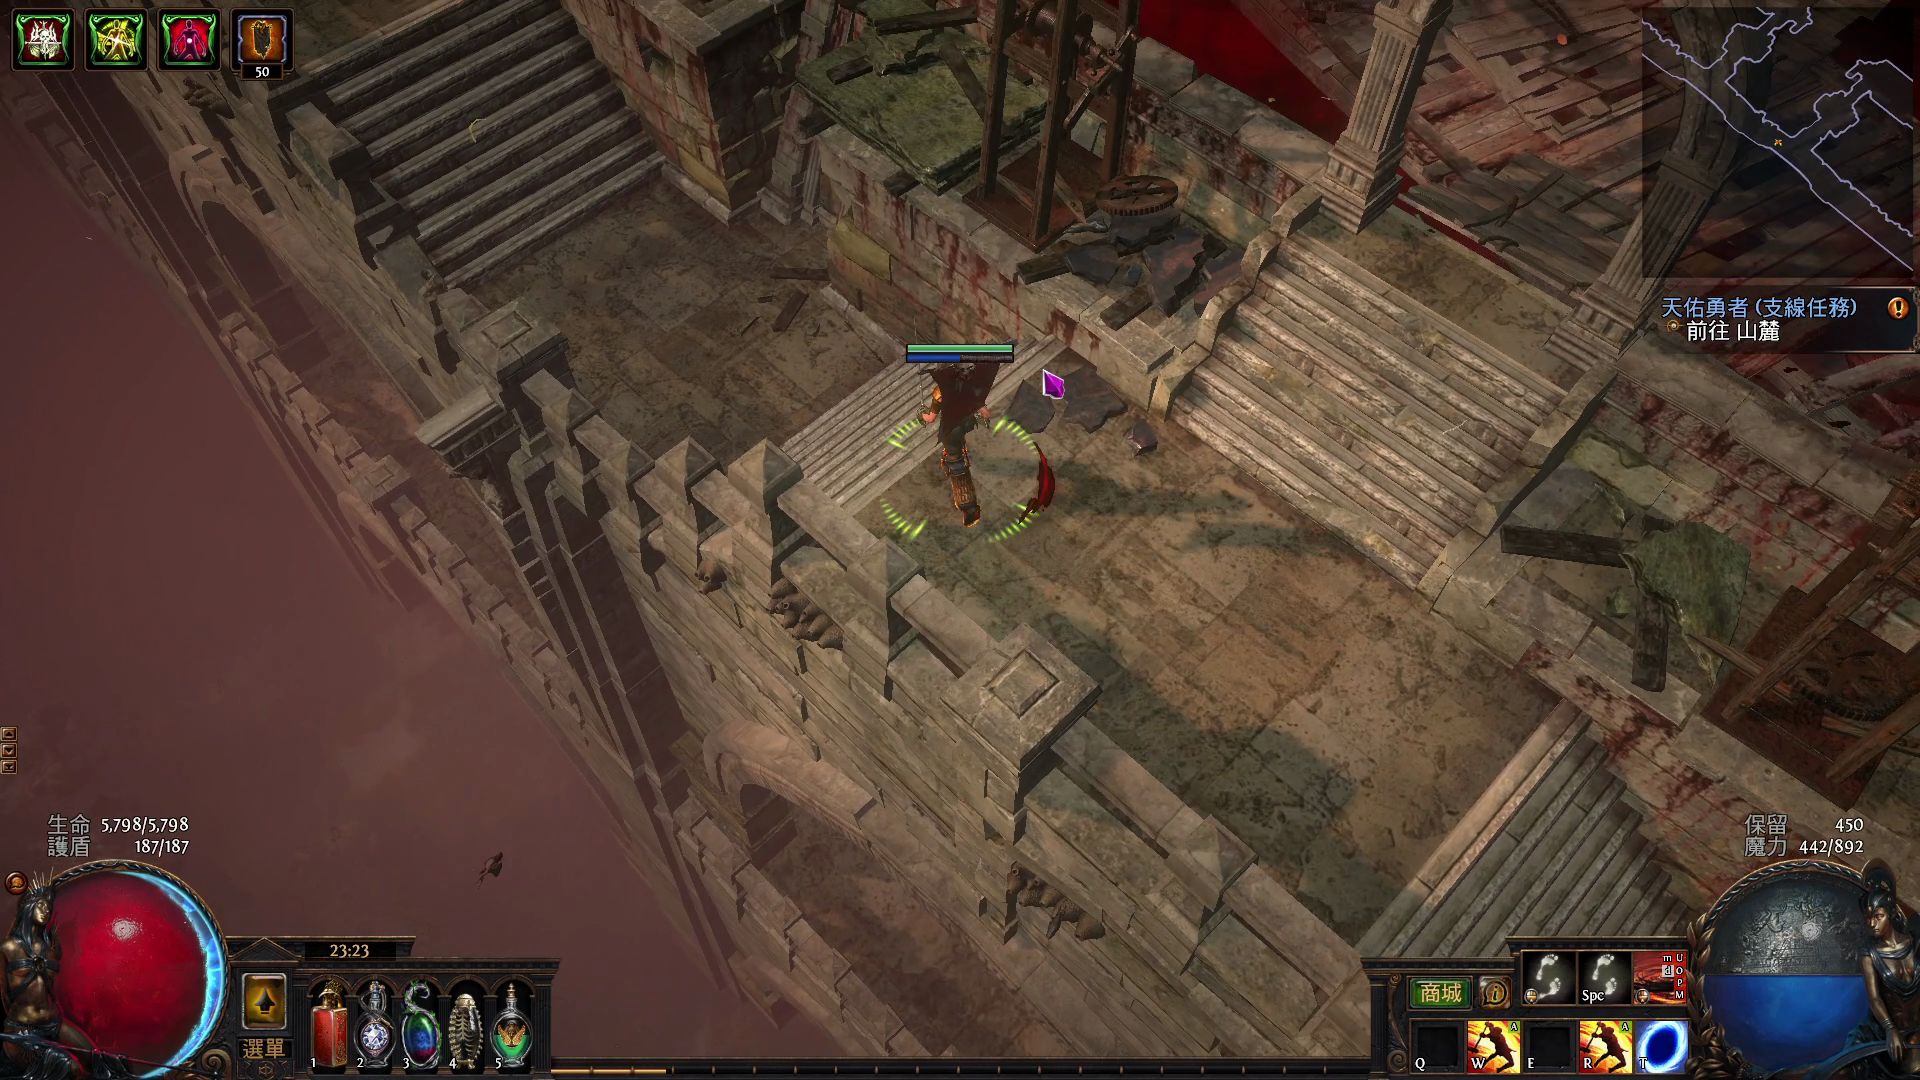 50
天佑勇者 (支線任務)
前往 山麓
生命 5,798/5,798
護盾 187/187
保留 450
魔力 442/892
23:23
選單
1 2 3 4 5
商城
Spc
m U
d O
P
M
Q W A E R A T